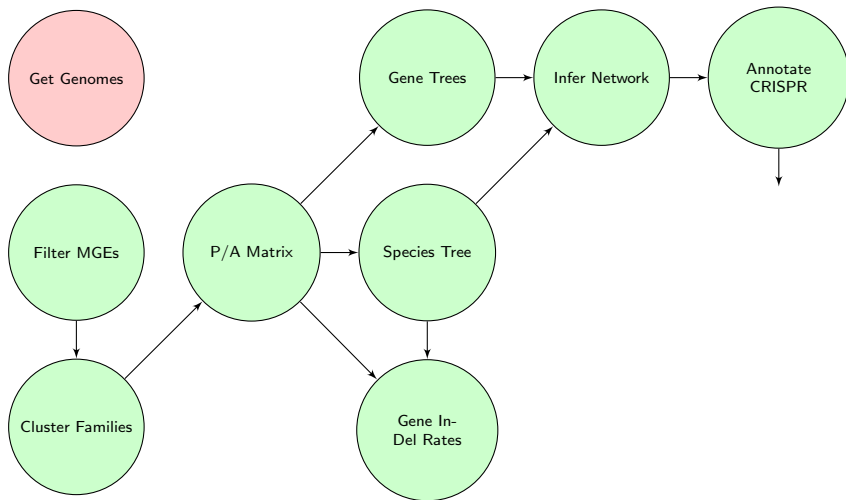 Get Genomes
Gene Trees
Infer Network
Annotate
CRISPR
Filter MGEs
P/A Matrix
Species Tree
Cluster Families
Gene In-
Del Rates